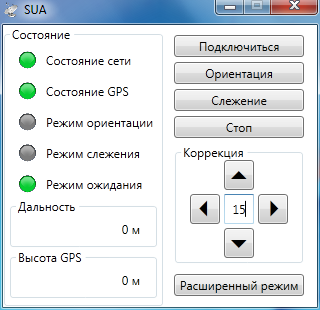 SUA
Состояние
Состояние сети
Состояние GPS
Режим ориентации
Режим слежения
Режим ожидания
Дальность
0 м
Высота GPS
0 м
Подключиться
Ориентация
Слежение
Стоп
Коррекция
15
Расширенный режим